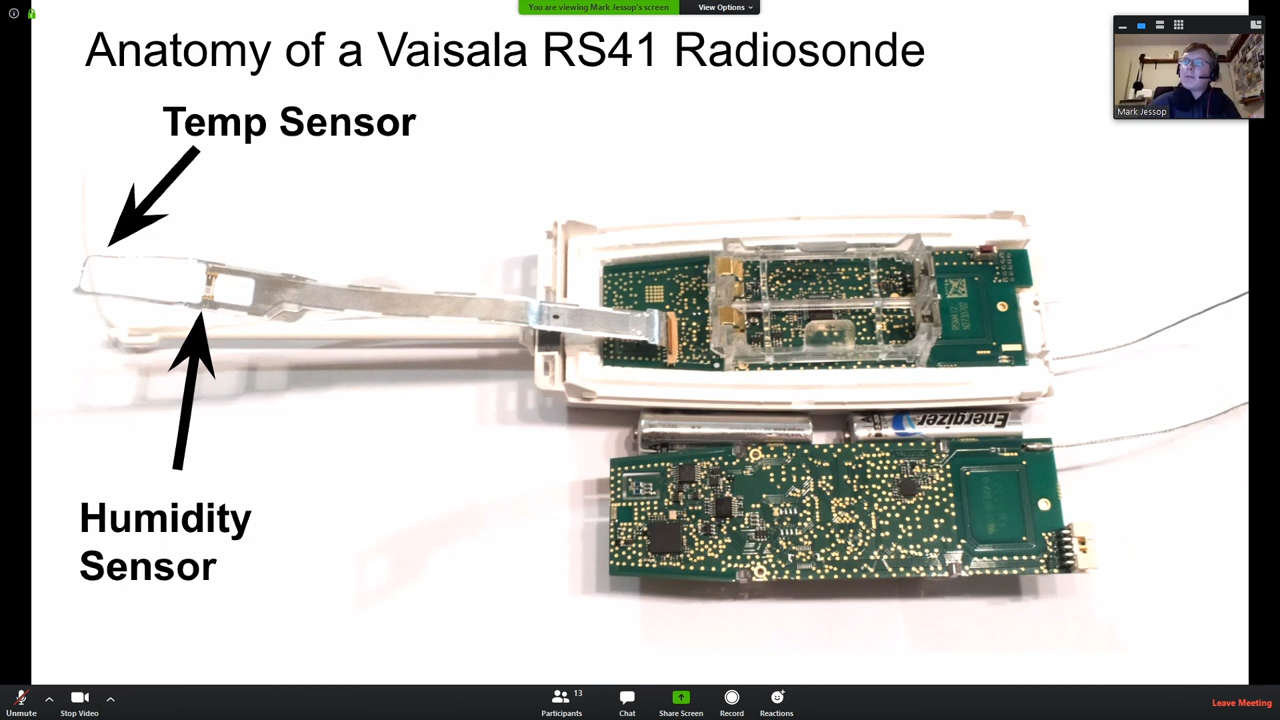 You are viewing Mark Jessop's screen
View Options
Anatomy of a Vaisala RS41 Radiosonde
Mark Jessop
Temp Sensor
Humidity
Sensor
Energizer
Unmute
Stop Video
Participants
13
Chat
Share Screen
Record
Reactions
Leave Meeting